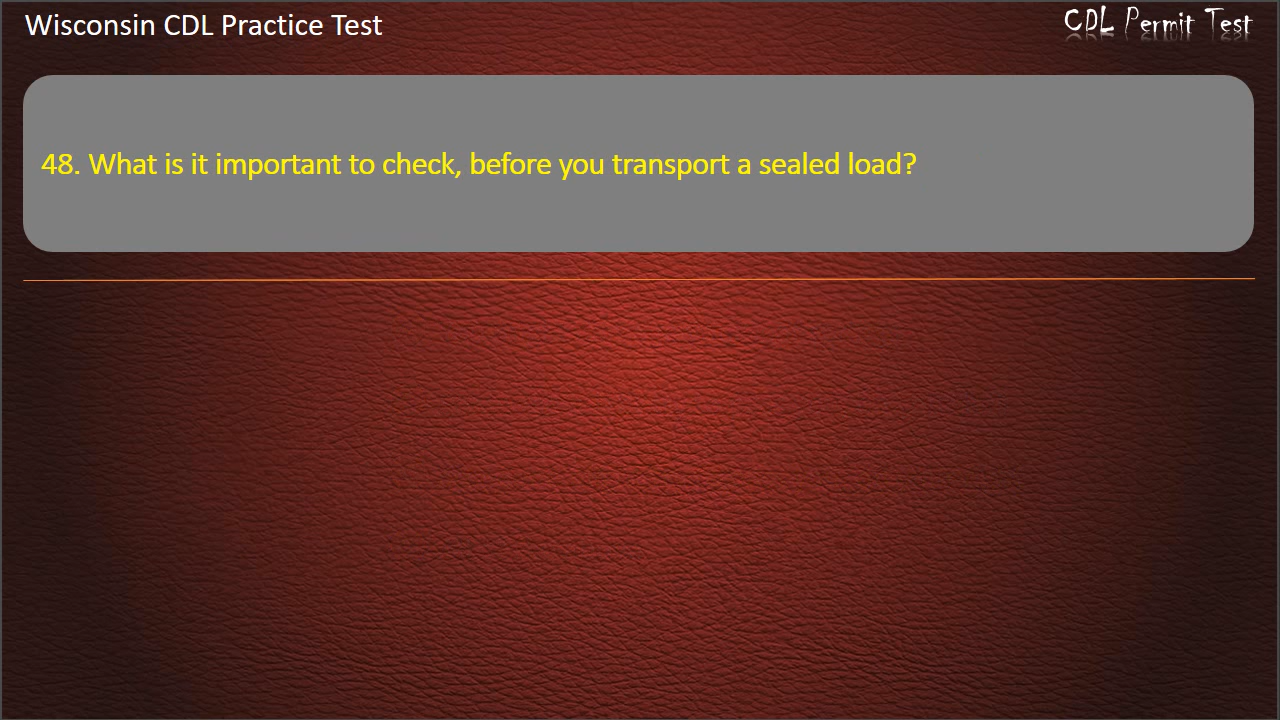 Wisconsin CDL Practice Test
CDL Permit Test
48. What is it important to check, before you transport a sealed load?